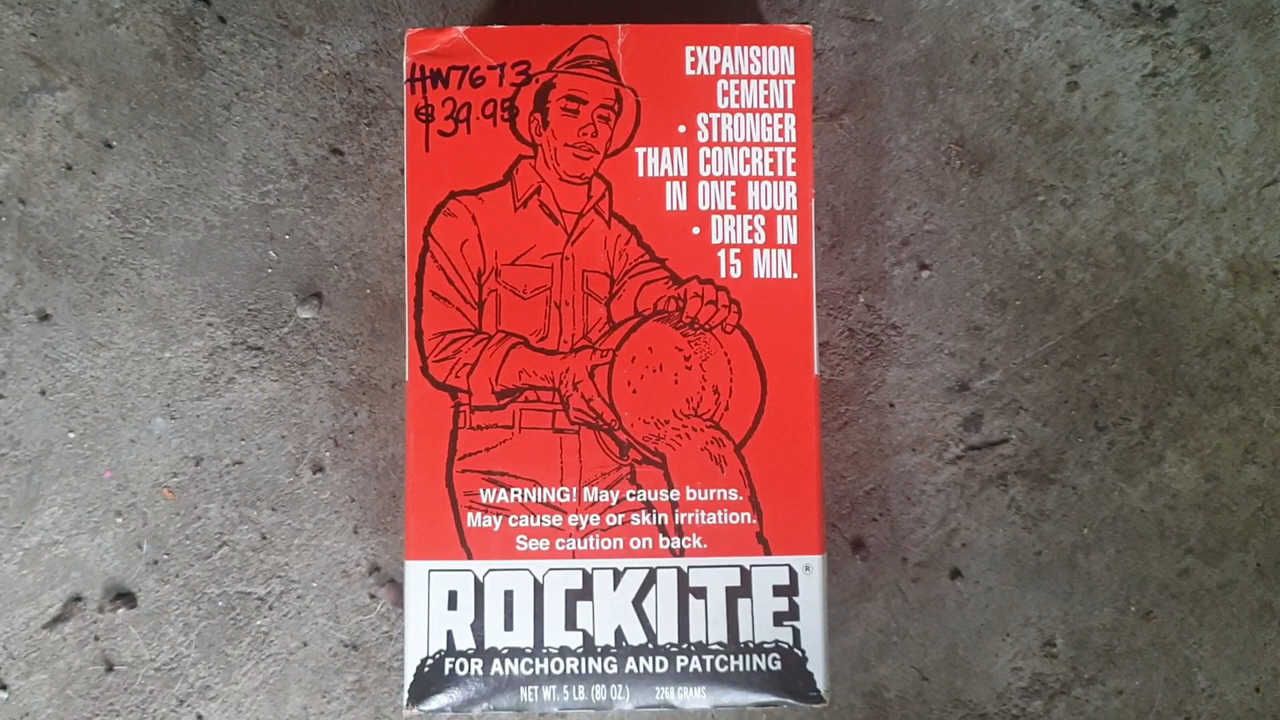 HW7673.
$39.95
EXPANSION
CEMENT
• STRONGER
THAN CONCRETE
IN ONE HOUR
• DRIES IN
15 MIN.
WARNING! May cause burns.
May cause eye or skin irritation.
See caution on back.
ROCKITE®
FOR ANCHORING AND PATCHING
NET WT. 5 LB. (80 OZ.) 2268 GRAMS